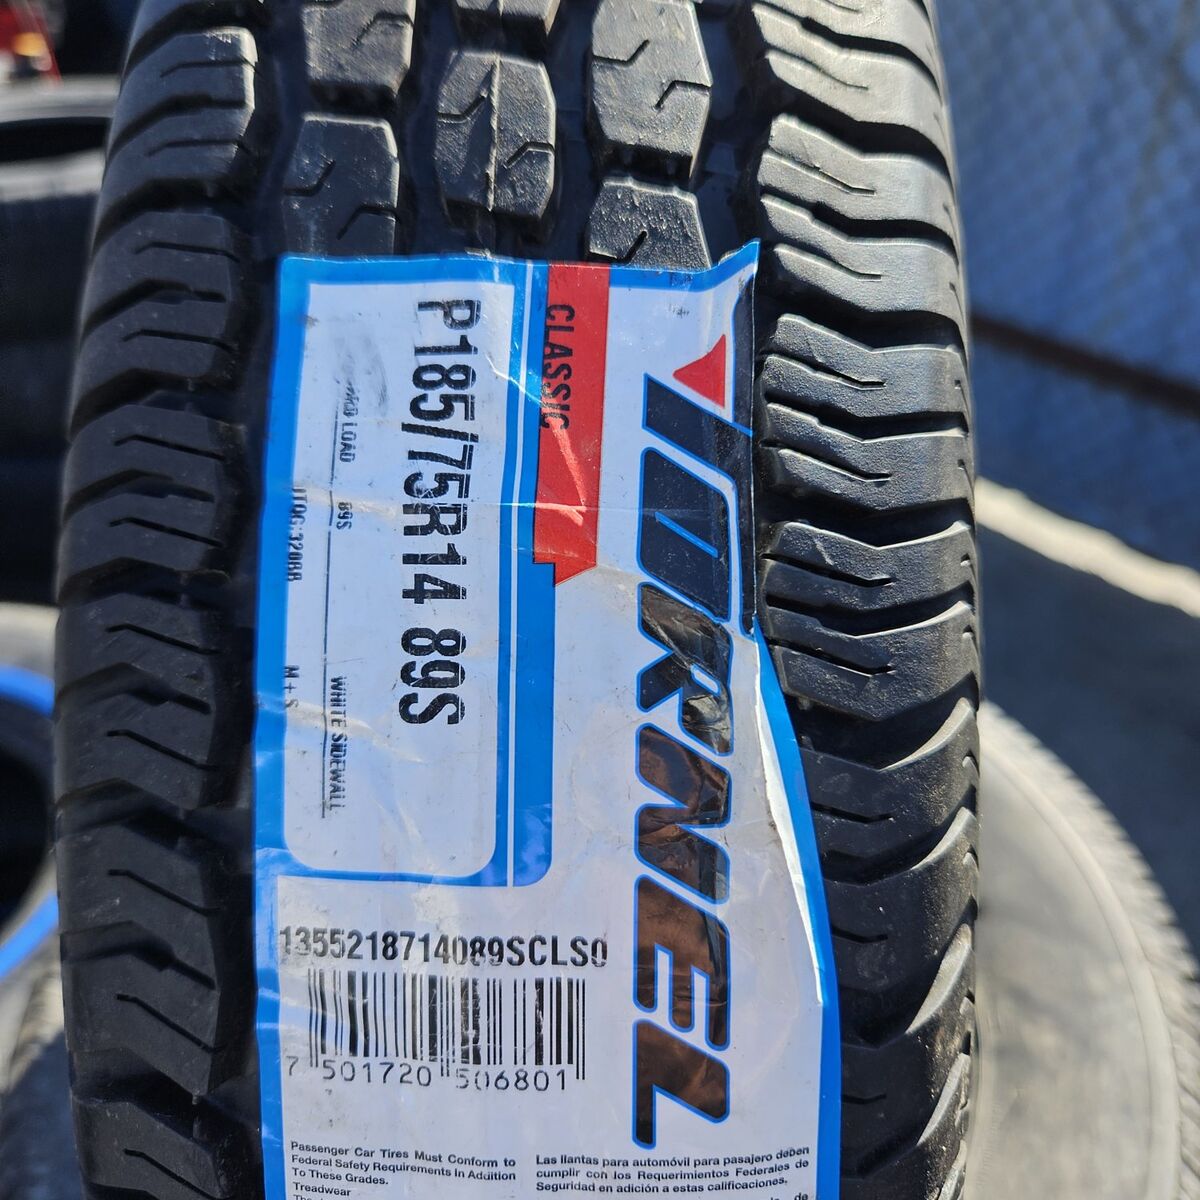 TORNEL
CLASSIC
P185/75R14 89S
LOAD 89S WHITE SIDEWALL
M + S
1355218714089SCLS0
7 501720 506801
Passenger Car Tires Must Conform to
Federal Safety Requirements In Addition
To These Grades.
Treadwear
Las llantas para automóvil para pasajero deben
cumplir con los Requerimientos Federales de
Seguridad en adición a estas calificaciones.
de